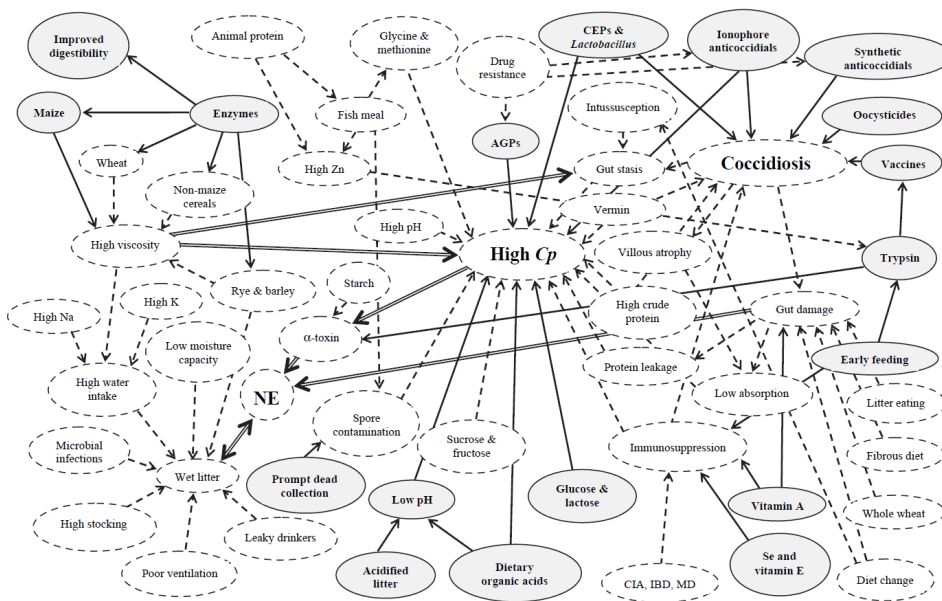 Improved
digestibility
Animal protein
Glycine &
methionine
CEPs &
Lactobacillus
Ionophore
anticoccidials
Drug
resistance
Synthetic
anticoccidials
Maize
Enzymes
Fish meal
Intussusception
Oocysticides
AGPs
Wheat
High Zn
Gut stasis
Coccidiosis
Vaccines
Non-maize
cereals
Vermin
High pH
High viscosity
High Cp
Villous atrophy
Trypsin
Rye & barley
Starch
High K
High Na
High crude
protein
Gut damage
α-toxin
Low moisture
capacity
Early feeding
Protein leakage
High water
intake
NE
Low absorption
Litter eating
Spore
contamination
Microbial
infections
Sucrose &
fructose
Immunosuppression
Fibrous diet
Wet litter
Prompt dead
collection
Low pH
Glucose &
lactose
Vitamin A
Whole wheat
High stocking
Leaky drinkers
Se and
vitamin E
Poor ventilation
Acidified
litter
Dietary
organic acids
CIA, IBD, MD
Diet change